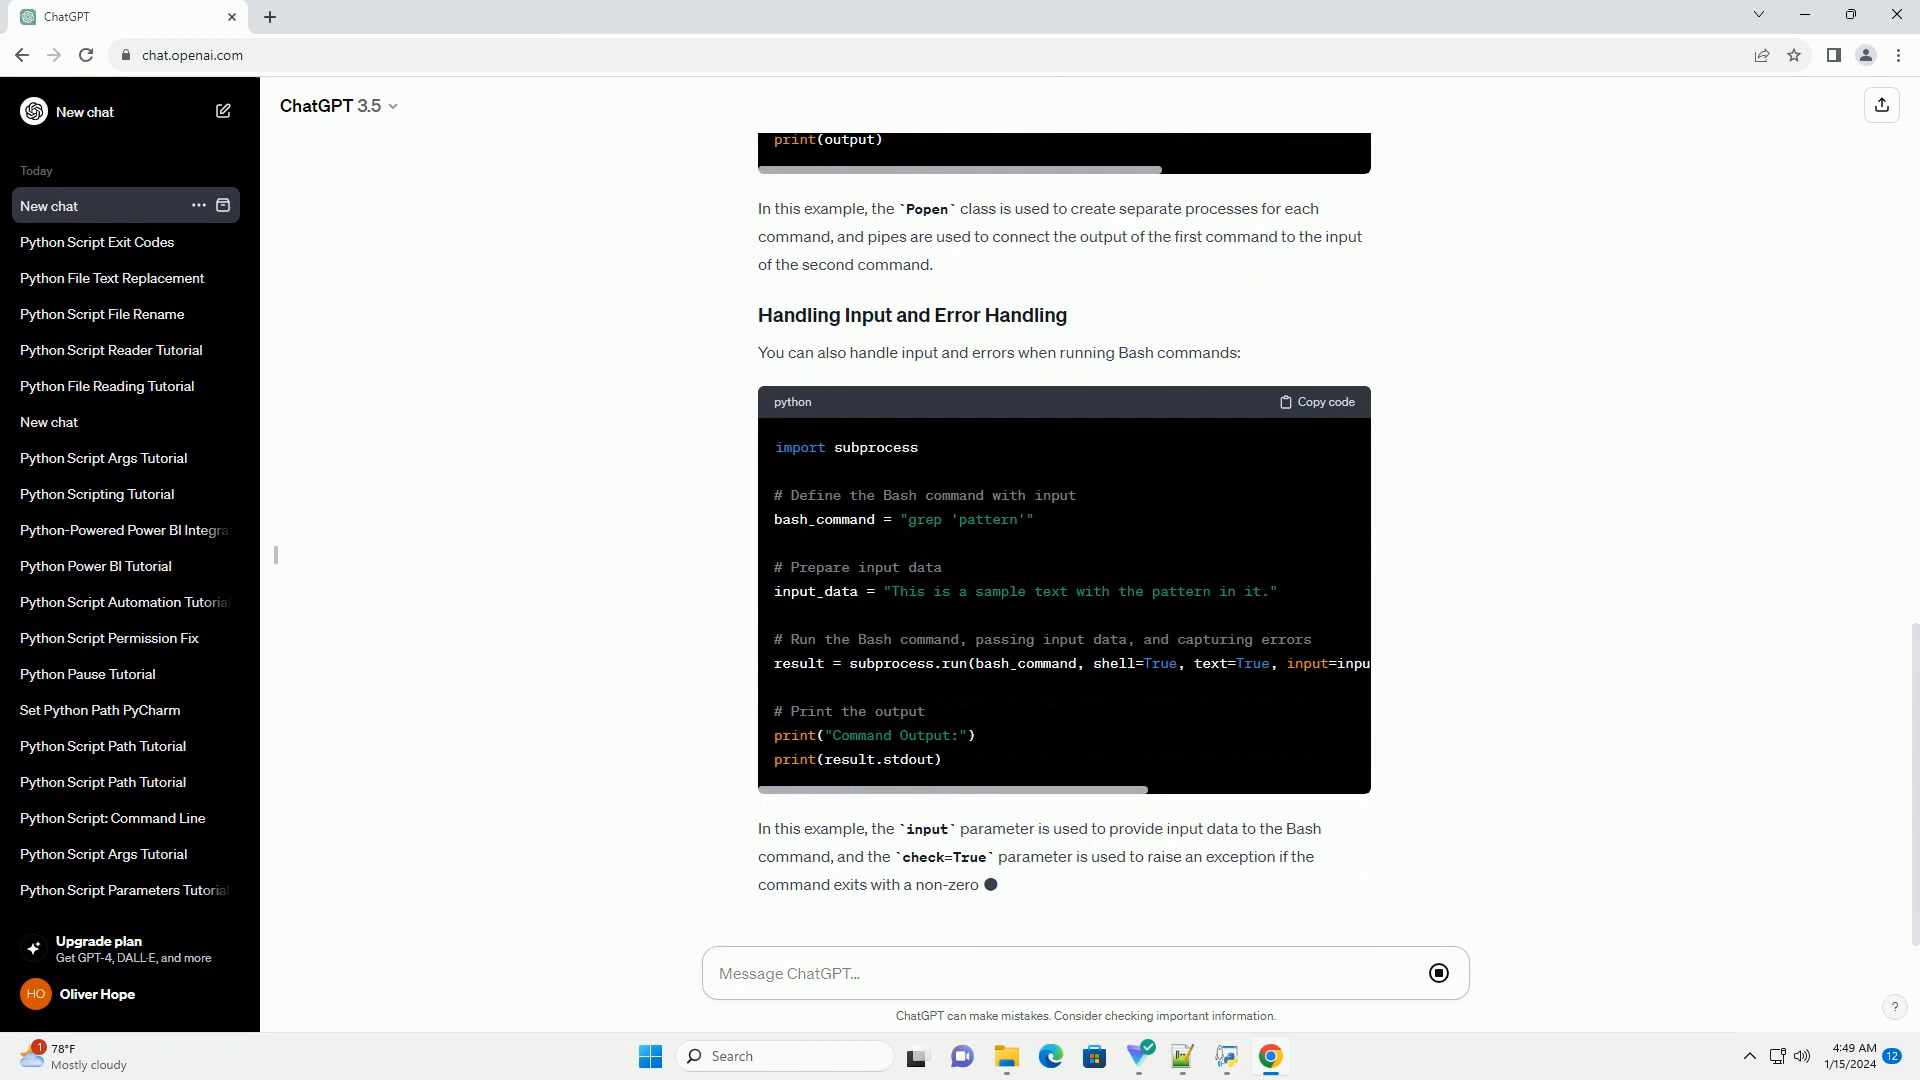 ChatGPT
chat.openai.com
New chat
ChatGPT 3.5
Today
New chat
Python Script Exit Codes
Python File Text Replacement
Python Script File Rename
Python Script Reader Tutorial
Python File Reading Tutorial
New chat
Python Script Args Tutorial
Python Scripting Tutorial
Python-Powered Power BI Integra
Python Power BI Tutorial
Python Script Automation Tutoria
Python Script Permission Fix
Python Pause Tutorial
Set Python Path PyCharm
Python Script Path Tutorial
Python Script Path Tutorial
Python Script: Command Line
Python Script Args Tutorial
Python Script Parameters Tutorial
Upgrade plan
Get GPT-4, DALL·E, and more
HO Oliver Hope
print(output)
In this example, the `Popen` class is used to create separate processes for each
command, and pipes are used to connect the output of the first command to the input
of the second command.
Handling Input and Error Handling
You can also handle input and errors when running Bash commands:
python Copy code
import subprocess
# Define the Bash command with input
bash_command = "grep 'pattern'"
# Prepare input data
input_data = "This is a sample text with the pattern in it."
# Run the Bash command, passing input data, and capturing errors
result = subprocess.run(bash_command, shell=True, text=True, input=inpu
# Print the output
print("Command Output:")
print(result.stdout)
In this example, the `input` parameter is used to provide input data to the Bash
command, and the `check=True` parameter is used to raise an exception if the
command exits with a non-zero
Message ChatGPT...
ChatGPT can make mistakes. Consider checking important information.
?
1
78°F
Mostly cloudy
Search
4:49 AM
1/15/2024
12